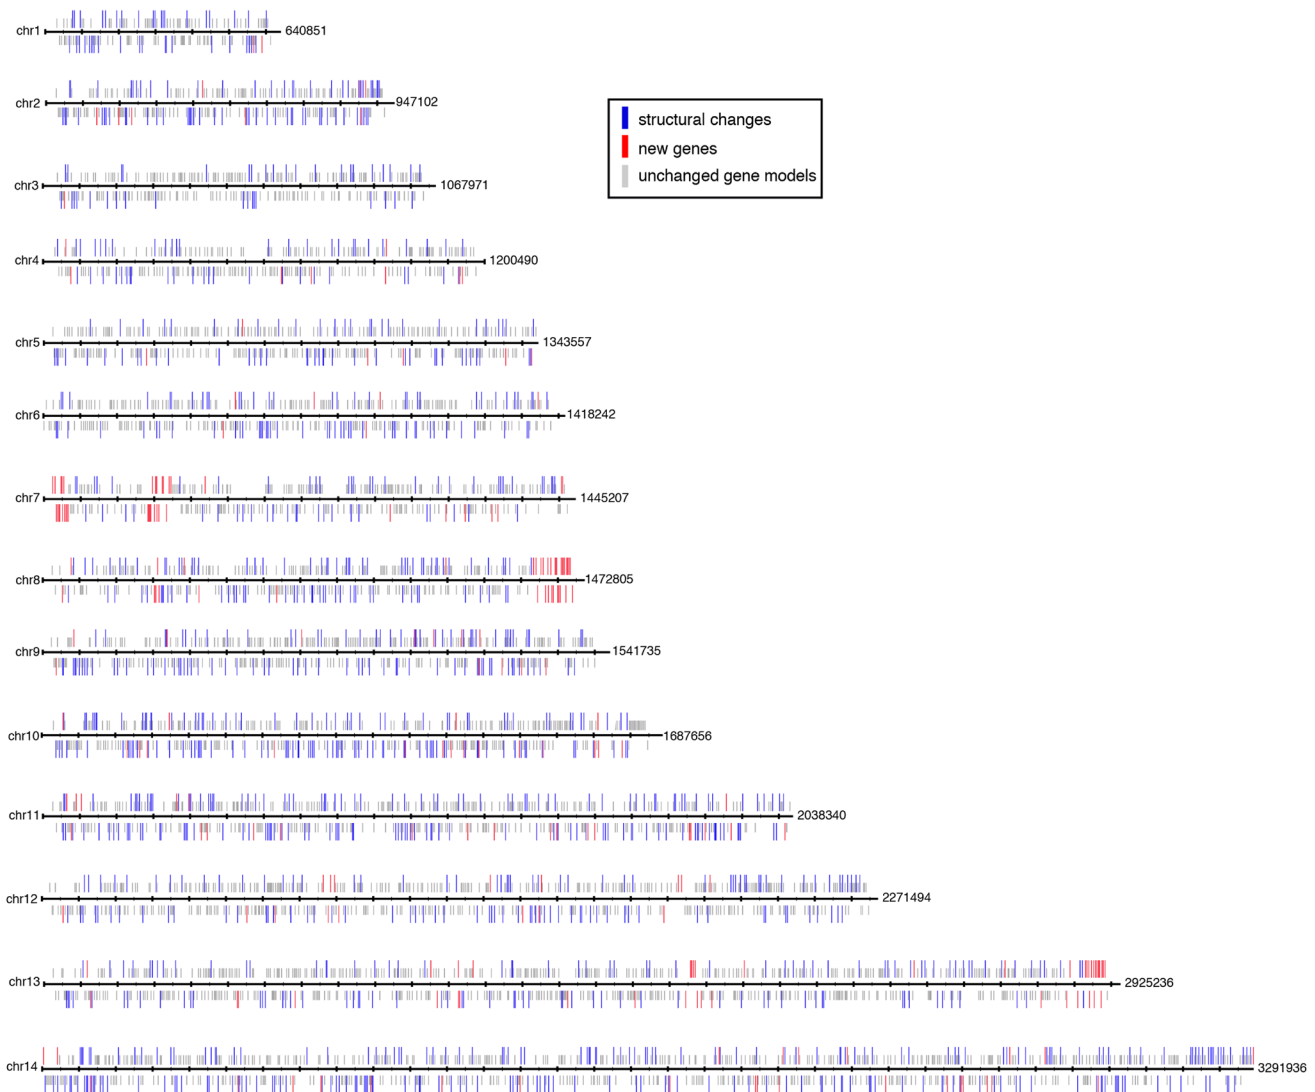 chr1 640851
chr2 947102
structural changes
new genes
unchanged gene models
chr3 1067971
chr4 1200490
chr5 1343557
chr6 1418242
chr7 1445207
chr8 1472805
chr9 1541735
chr10 1687656
chr11 2038340
chr12 2271494
chr13 2925236
chr14 3291936